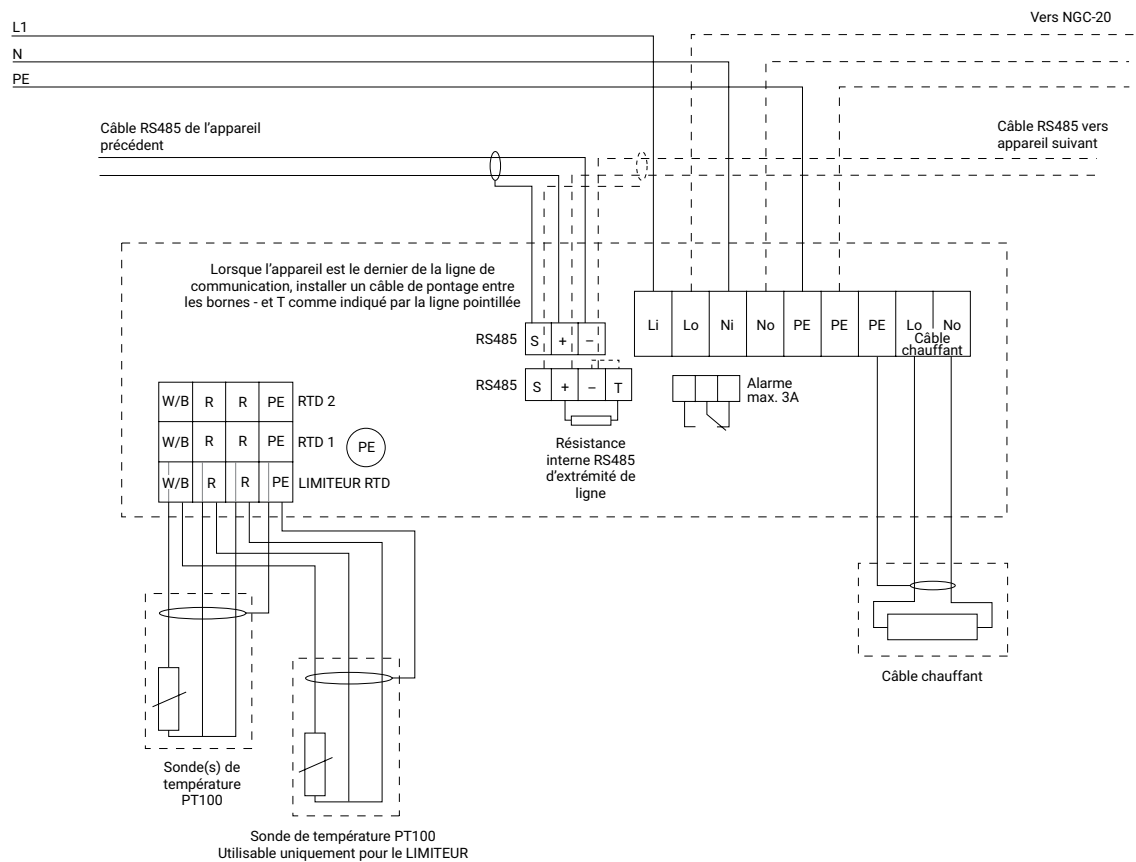 Vers NGC-20
L1
N
PE
Câble RS485 de l'appareil
précédent
Câble RS485 vers
appareil suivant
Lorsque l'appareil est le dernier de la ligne de
communication, installer un câble de pontage entre
les bornes - et T comme indiqué par la ligne pointillée
Li Lo Ni No PE PE PE Lo No
Câble
chauffant
RS485 S + –
RS485 S + – T
Alarme
max. 3A
Résistance
interne RS485
d'extrémité de
ligne
W/B R R PE RTD 2
W/B R R PE RTD 1
PE
W/B R R PE LIMITEUR RTD
Câble chauffant
Sonde(s) de
température
PT100
Sonde de température PT100
Utilisable uniquement pour le LIMITEUR